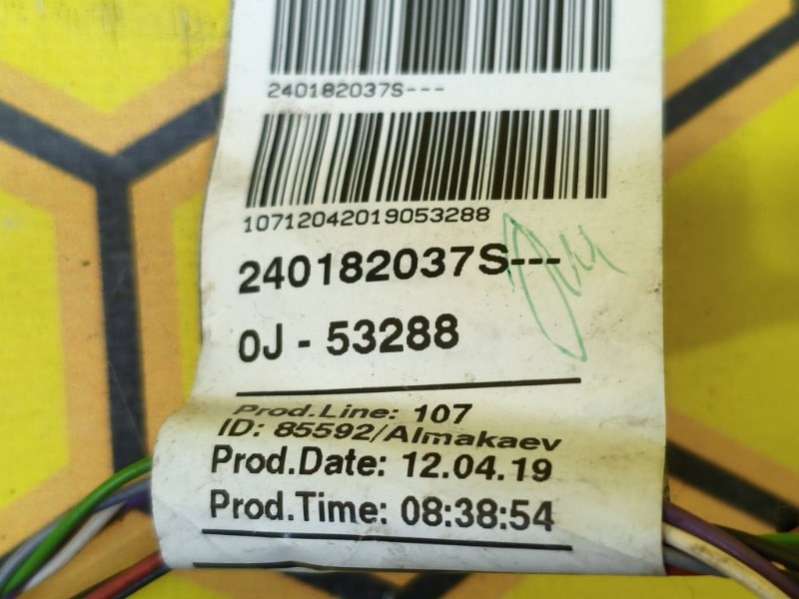 240182037S---
10712042019053288
240182037S---
0J - 53288
Prod.Line: 107
ID: 85592/Almakaev
Prod.Date: 12.04.19
Prod.Time: 08:38:54